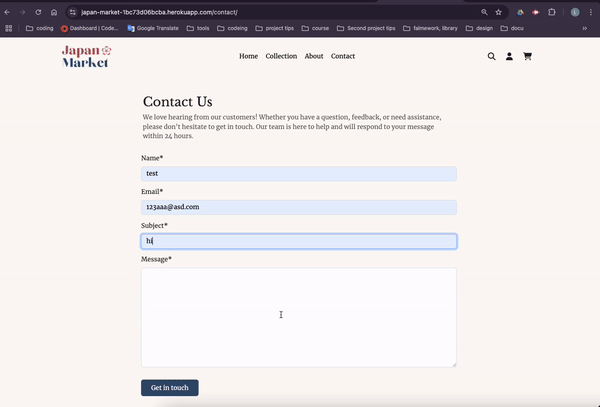 japan-market-1bc73d06bcba.herokuapp.com/contact/
coding
Dashboard | Code...
Google Translate
tools
codeing
project tips
course
Second project tips
falmework, library
design
docu
Japan
Market
Home Collection About Contact
Contact Us
We love hearing from our customers! Whether you have a question, feedback, or need assistance,
please don't hesitate to get in touch. Our team is here to help and will respond to your message
within 24 hours.
Name*
test
Email*
123aaa@asd.com
Subject*
hi
Message*
Get in touch